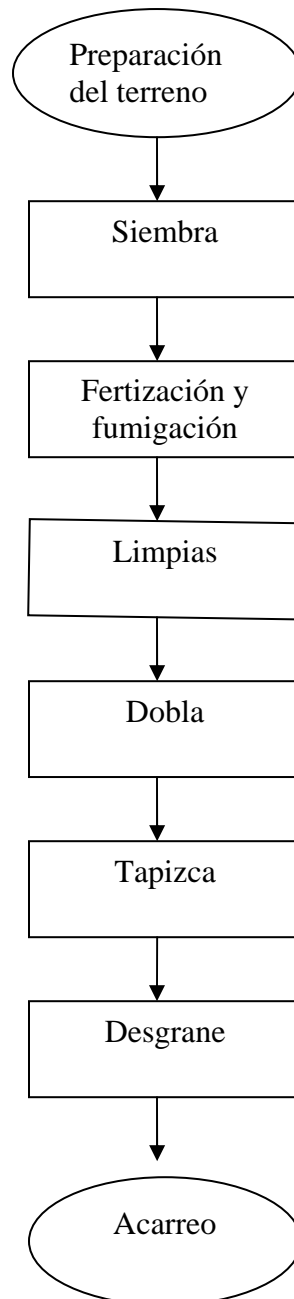 Preparación
del terreno
Siembra
Fertización y
fumigación
Limpias
Dobla
Tapizca
Desgrane
Acarreo